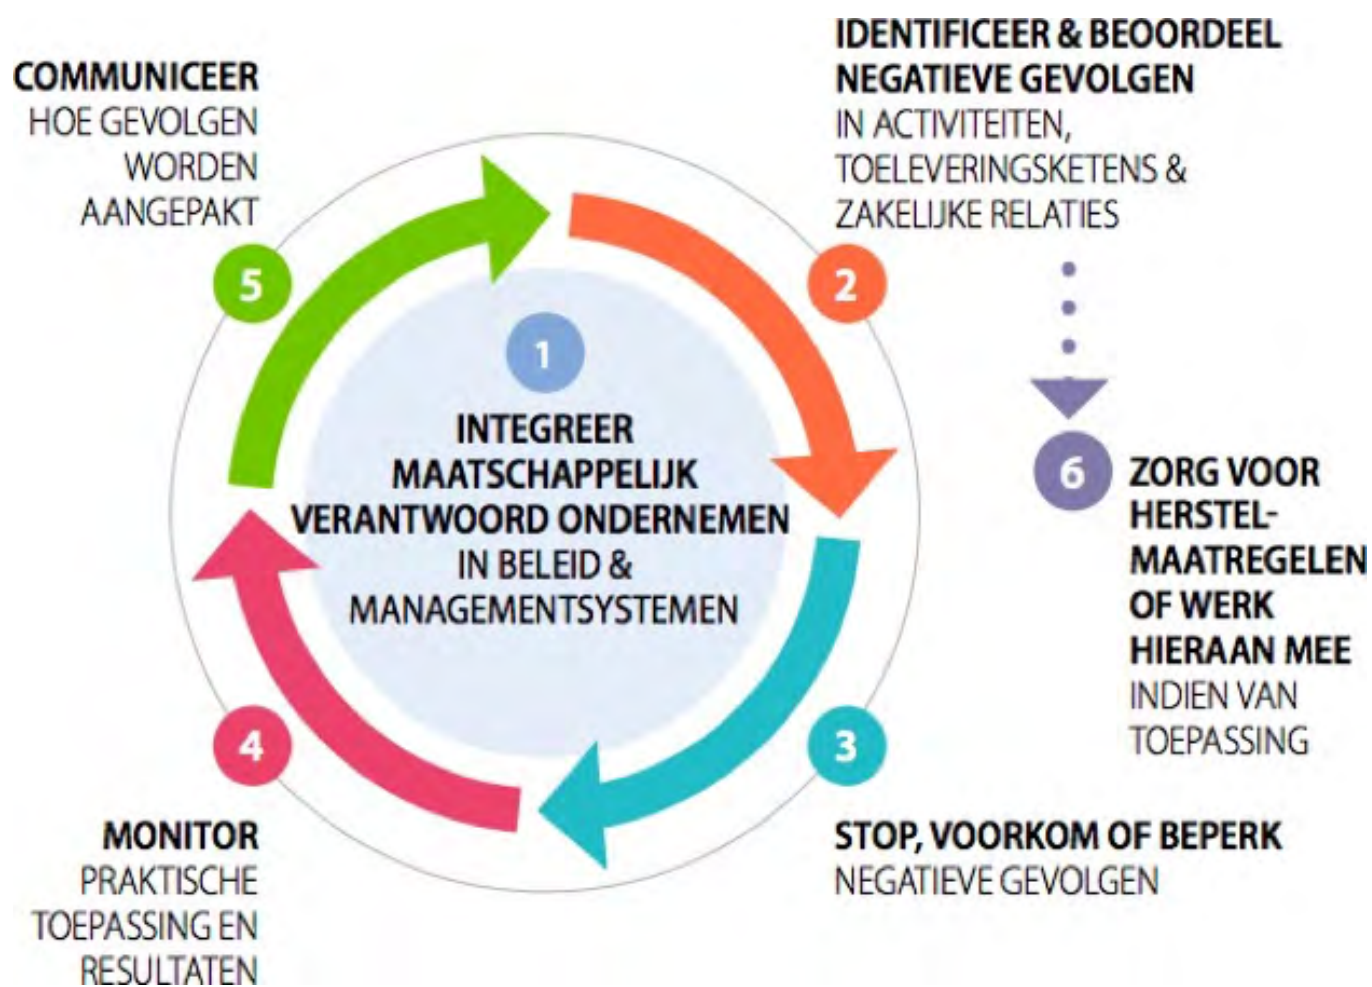 1
INTEGREER
MAATSCHAPPELIJK
VERANTWOORD ONDERNEMEN
IN BELEID &
MANAGEMENTSYSTEMEN
2
IDENTIFICEER & BEOORDEEL
NEGATIEVE GEVOLGEN
IN ACTIVITEITEN,
TOELEVERINGSKETENS &
ZAKELIJKE RELATIES
3
STOP, VOORKOM OF BEPERK
NEGATIEVE GEVOLGEN
4
MONITOR
PRAKTISCHE
TOEPASSING EN
RESULTATEN
5
COMMUNICEER
HOE GEVOLGEN
WORDEN
AANGEPAKT
6
ZORG VOOR
HERSTEL-
MAATREGELEN
OF WERK
HIERAAN MEE
INDIEN VAN
TOEPASSING